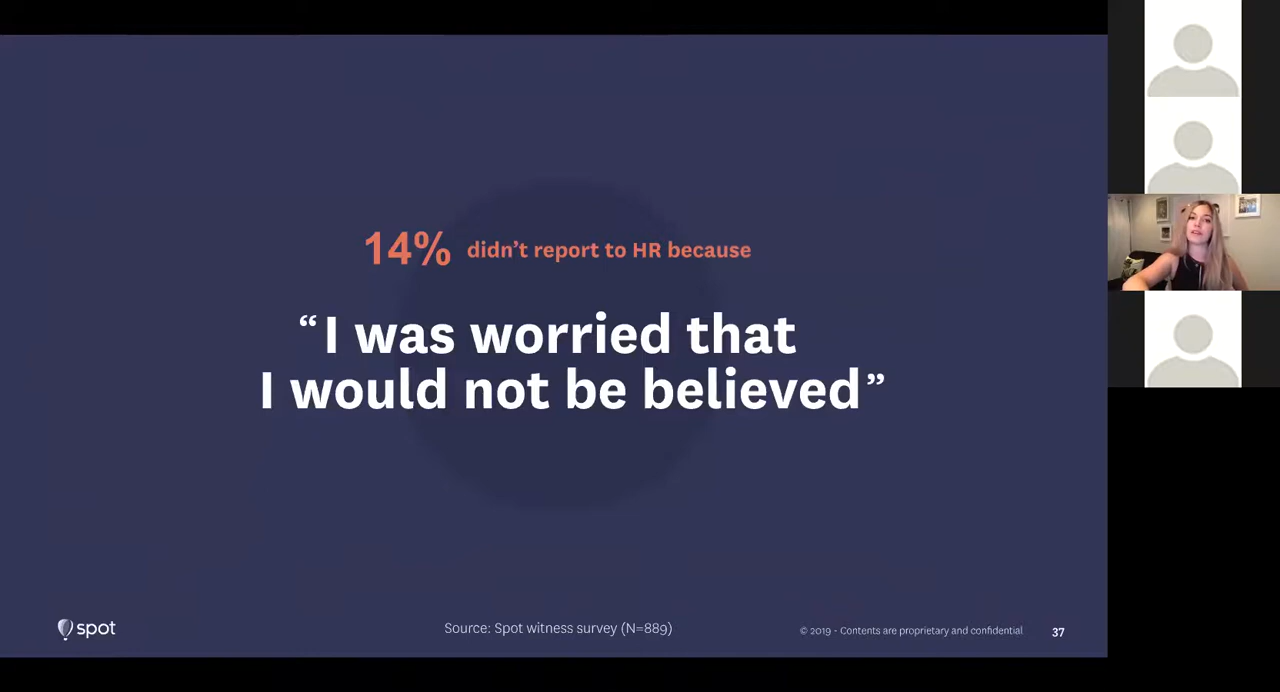 14% didn’t report to HR because
“I was worried that
I would not be believed”
spot
Source: Spot witness survey (N=889)
© 2019 - Contents are proprietary and confidential
37